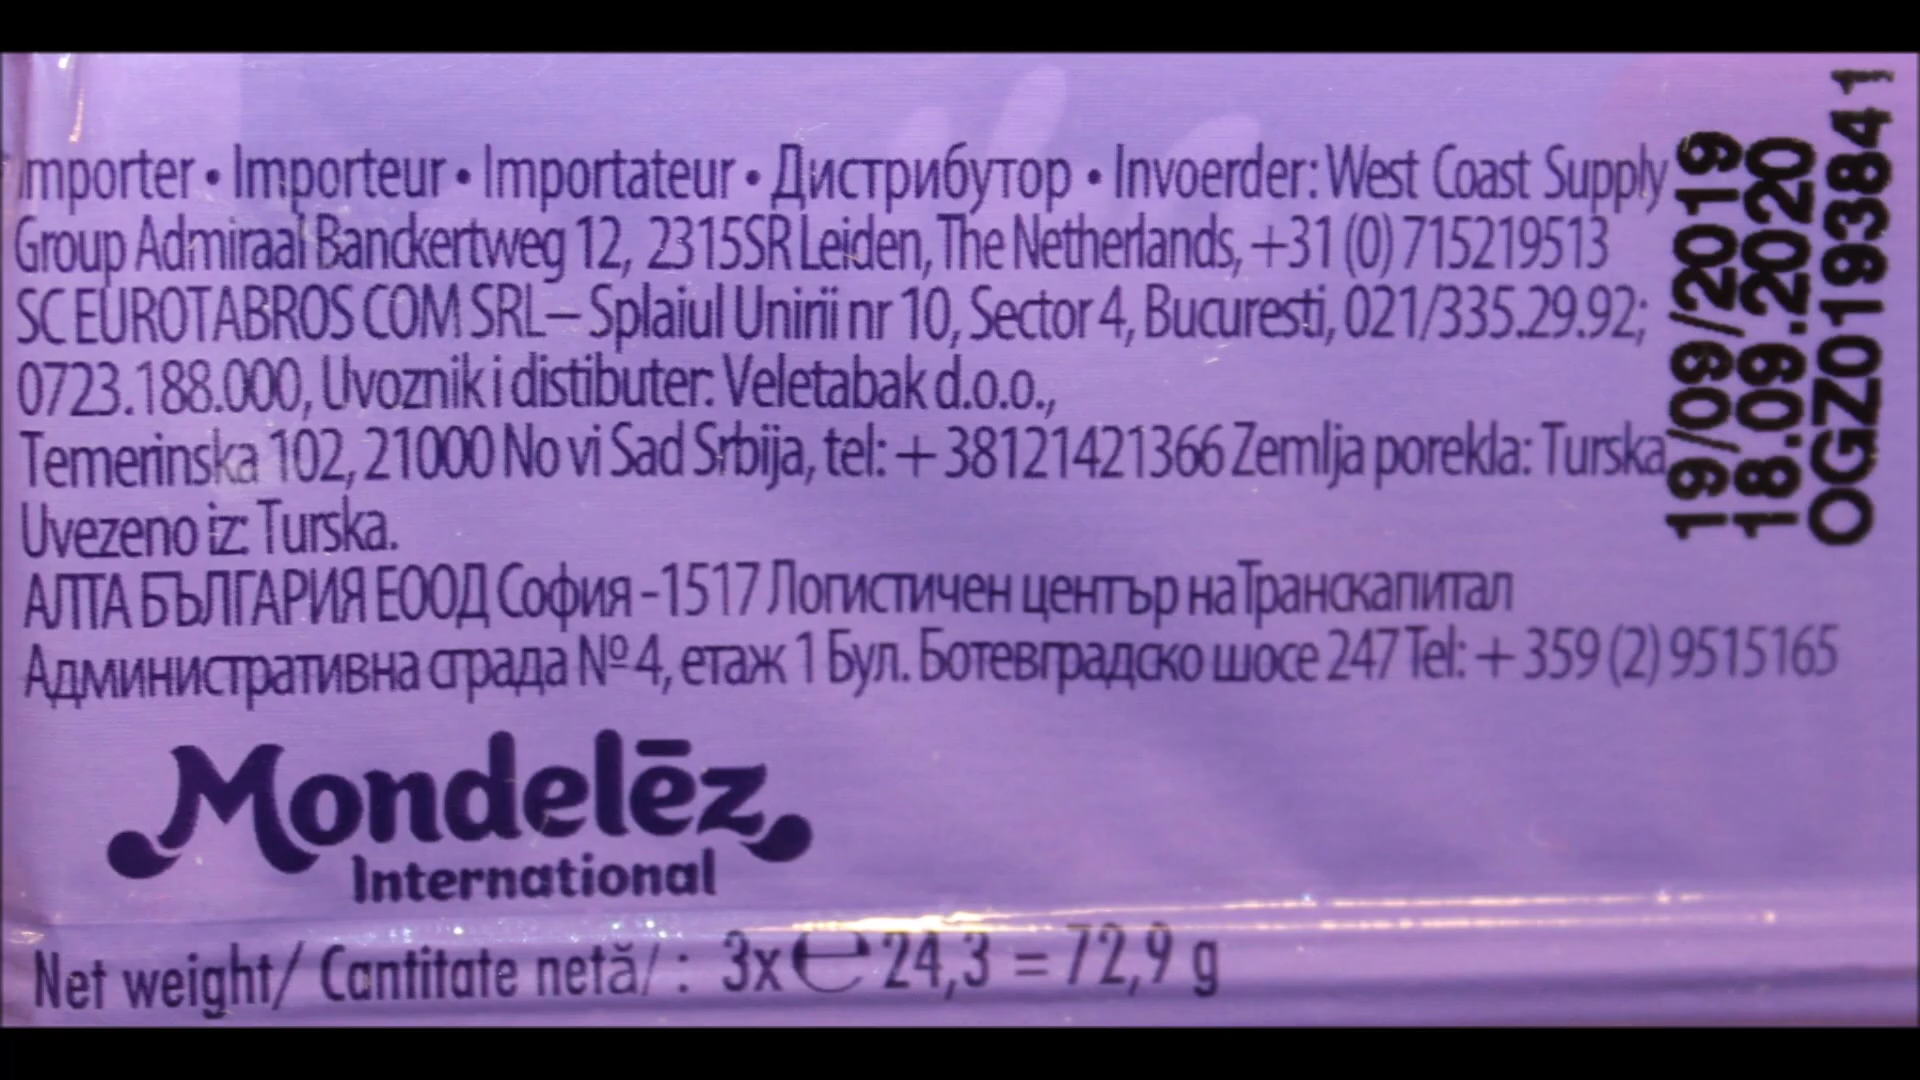 Importer • Importeur • Importateur • Дистрибутор • Invoerder: West Coast Supply
Group Admiraal Banckertweg 12, 2315SR Leiden, The Netherlands, +31 (0) 715219513
SC EUROTABROS COM SRL – Splaiul Unirii nr 10, Sector 4, Bucuresti, 021/335.29.92;
0723.188.000, Uvoznik i distibuter: Veletabak d.o.o.,
Temerinska 102, 21000 No vi Sad Srbija, tel: + 38121421366 Zemlja porekla: Turska,
Uvezeno iz: Turska.
АЛТА БЪЛГАРИЯ ЕООД София -1517 Логистичен център на Транскапитал
Административна страда №4, етаж 1 Бул. Ботевградско шосе 247 Tel: + 359 (2) 9515165
19/09/2019
18.09.2020
OGZ0193841
Mondelēz
International
Net weight/ Cantitate netă/ : 3x℮24,3 = 72,9 g